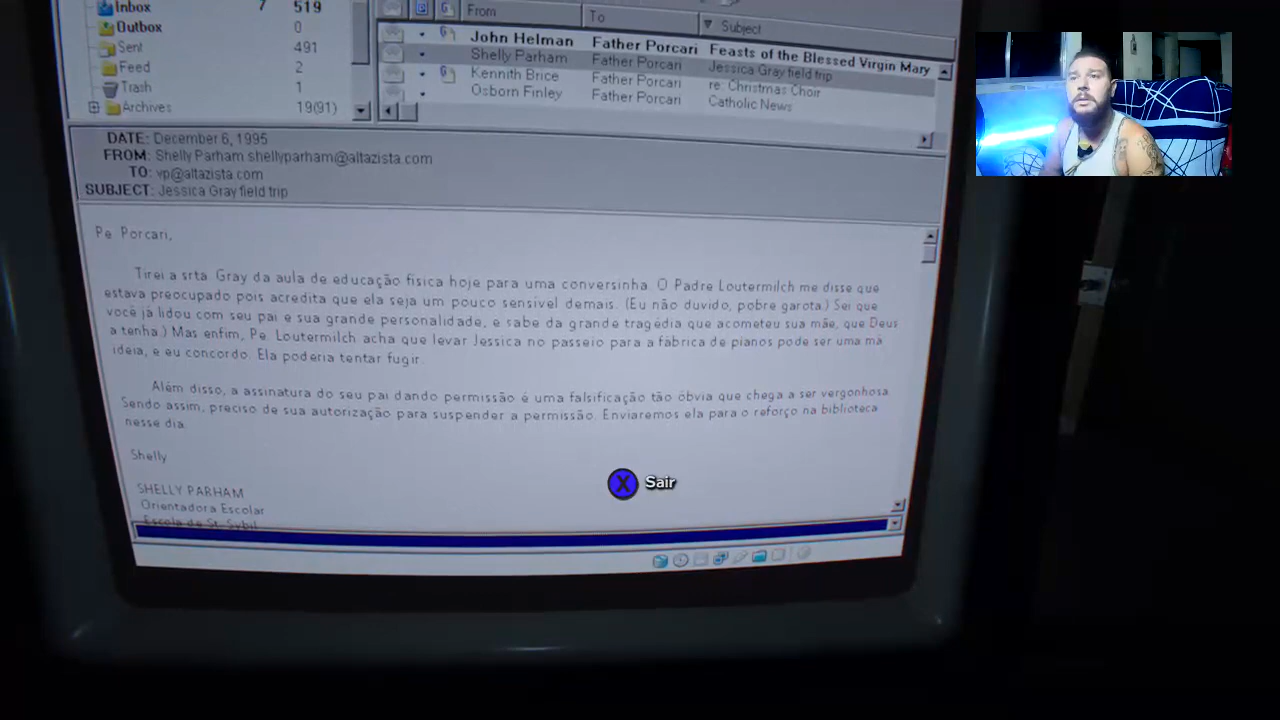 Inbox 7 519
Outbox 0
Sent 491
Feed 2
Trash 1
Archives 19(91)
From To Subject
John Helman Father Porcari Feasts of the Blessed Virgin Mary
Shelly Parham Father Porcari Jessica Gray field trip
Kennith Brice Father Porcari re: Christmas Choir
Osborn Finley Father Porcari Catholic News
DATE: December 6, 1995
FROM: Shelly Parham shellyparham@altazista.com
TO: vp@altazista.com
SUBJECT: Jessica Gray field trip
Pe Porcari,
Tirei a srta Gray da aula de educação física hoje para uma conversinha. O Padre Loutermilch me disse que
estava preocupado pois acredita que ela seja um pouco sensível demais. (Eu não duvido, pobre garota.) Sei que
você já lidou com seu pai e sua grande personalidade, e sabe da grande tragédia que acometeu sua mãe, que Deus
a tenha.) Mas enfim, Pe. Loutermilch acha que levar Jessica no passeio para a fábrica de pianos pode ser uma má
ideia, e eu concordo. Ela poderia tentar fugir.
Além disso, a assinatura do seu pai dando permissão é uma falsificação tão óbvia que chega a ser vergonhosa.
Sendo assim, preciso de sua autorização para suspender a permissão. Enviaremos ela para o reforço na biblioteca
nesse dia.
Shelly
SHELLY PARHAM
Orientadora Escolar
Escola de St. Sybil
X Sair